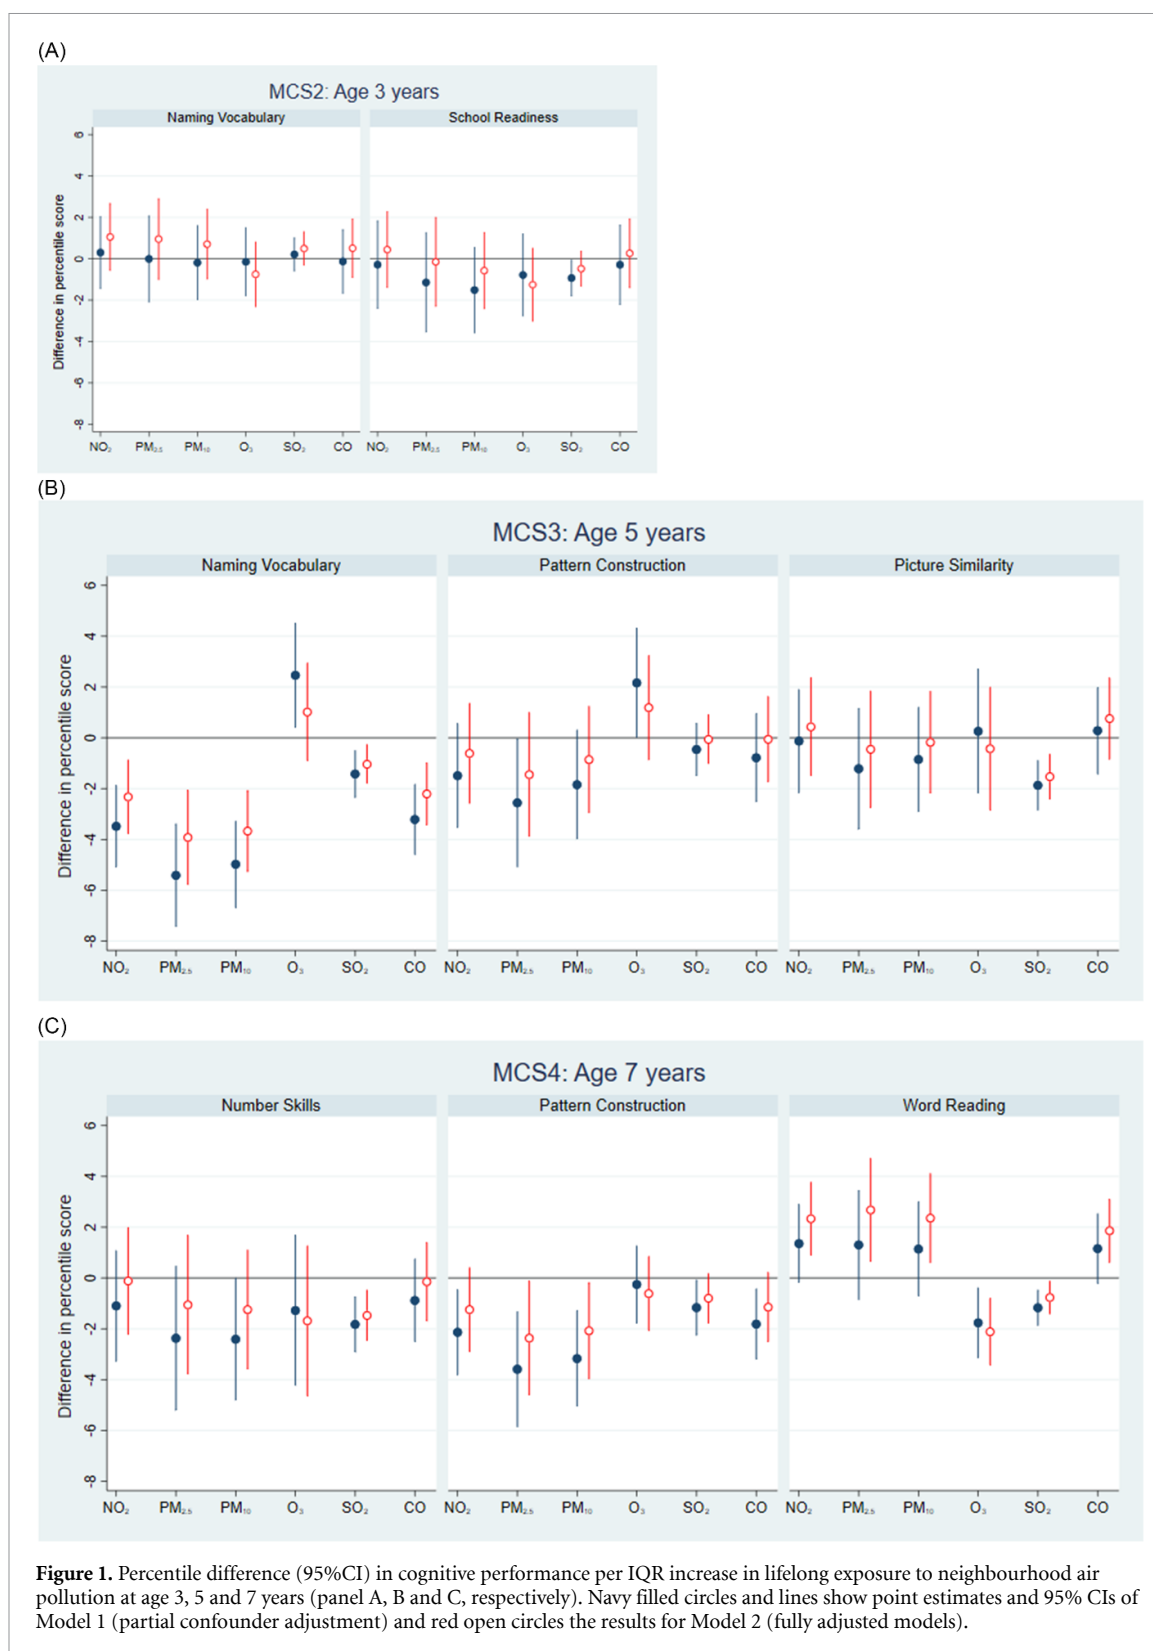 (A)
MCS2: Age 3 years
Naming Vocabulary
School Readiness
Difference in percentile score
6
4
2
0
-2
-4
-6
-8
NO₂ PM₂.₅ PM₁₀ O₃ SO₂ CO NO₂ PM₂.₅ PM₁₀ O₃ SO₂ CO
(B)
MCS3: Age 5 years
Naming Vocabulary
Pattern Construction
Picture Similarity
Difference in percentile score
6
4
2
0
-2
-4
-6
-8
NO₂ PM₂.₅ PM₁₀ O₃ SO₂ CO NO₂ PM₂.₅ PM₁₀ O₃ SO₂ CO NO₂ PM₂.₅ PM₁₀ O₃ SO₂ CO
(C)
MCS4: Age 7 years
Number Skills
Pattern Construction
Word Reading
Difference in percentile score
6
4
2
0
-2
-4
-6
-8
NO₂ PM₂.₅ PM₁₀ O₃ SO₂ CO NO₂ PM₂.₅ PM₁₀ O₃ SO₂ CO NO₂ PM₂.₅ PM₁₀ O₃ SO₂ CO
Figure 1. Percentile difference (95%CI) in cognitive performance per IQR increase in lifelong exposure to neighbourhood air
pollution at age 3, 5 and 7 years (panel A, B and C, respectively). Navy filled circles and lines show point estimates and 95% CIs of
Model 1 (partial confounder adjustment) and red open circles the results for Model 2 (fully adjusted models).